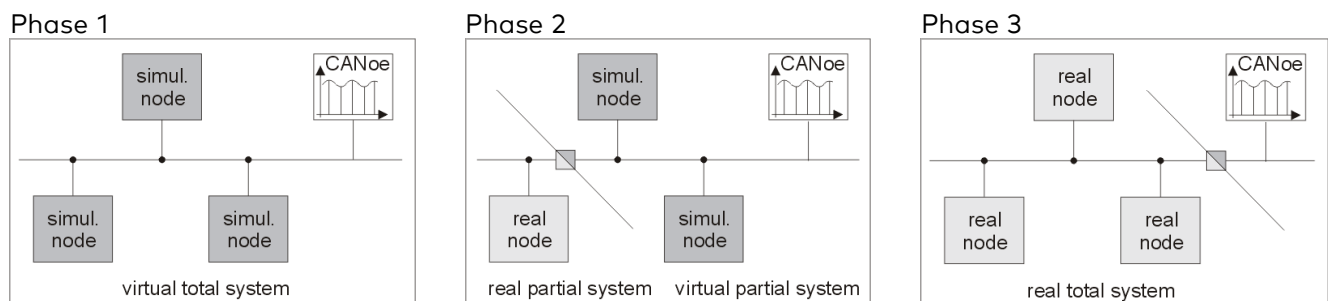 Phase 1
simul.
node
CANoe
simul.
node
simul.
node
virtual total system
Phase 2
simul.
node
CANoe
real
node
simul.
node
real partial system
virtual partial system
Phase 3
real
node
CANoe
real
node
real
node
real total system